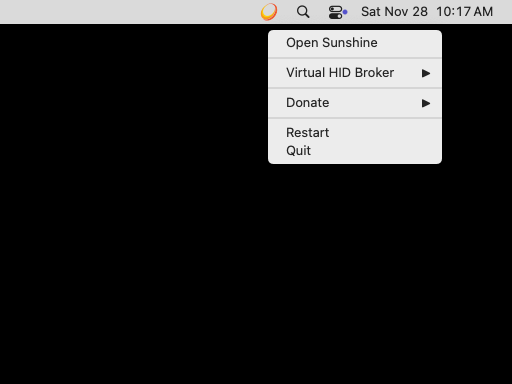 Sat Nov 28 10:17 AM
Open Sunshine
Virtual HID Broker
Donate
Restart
Quit